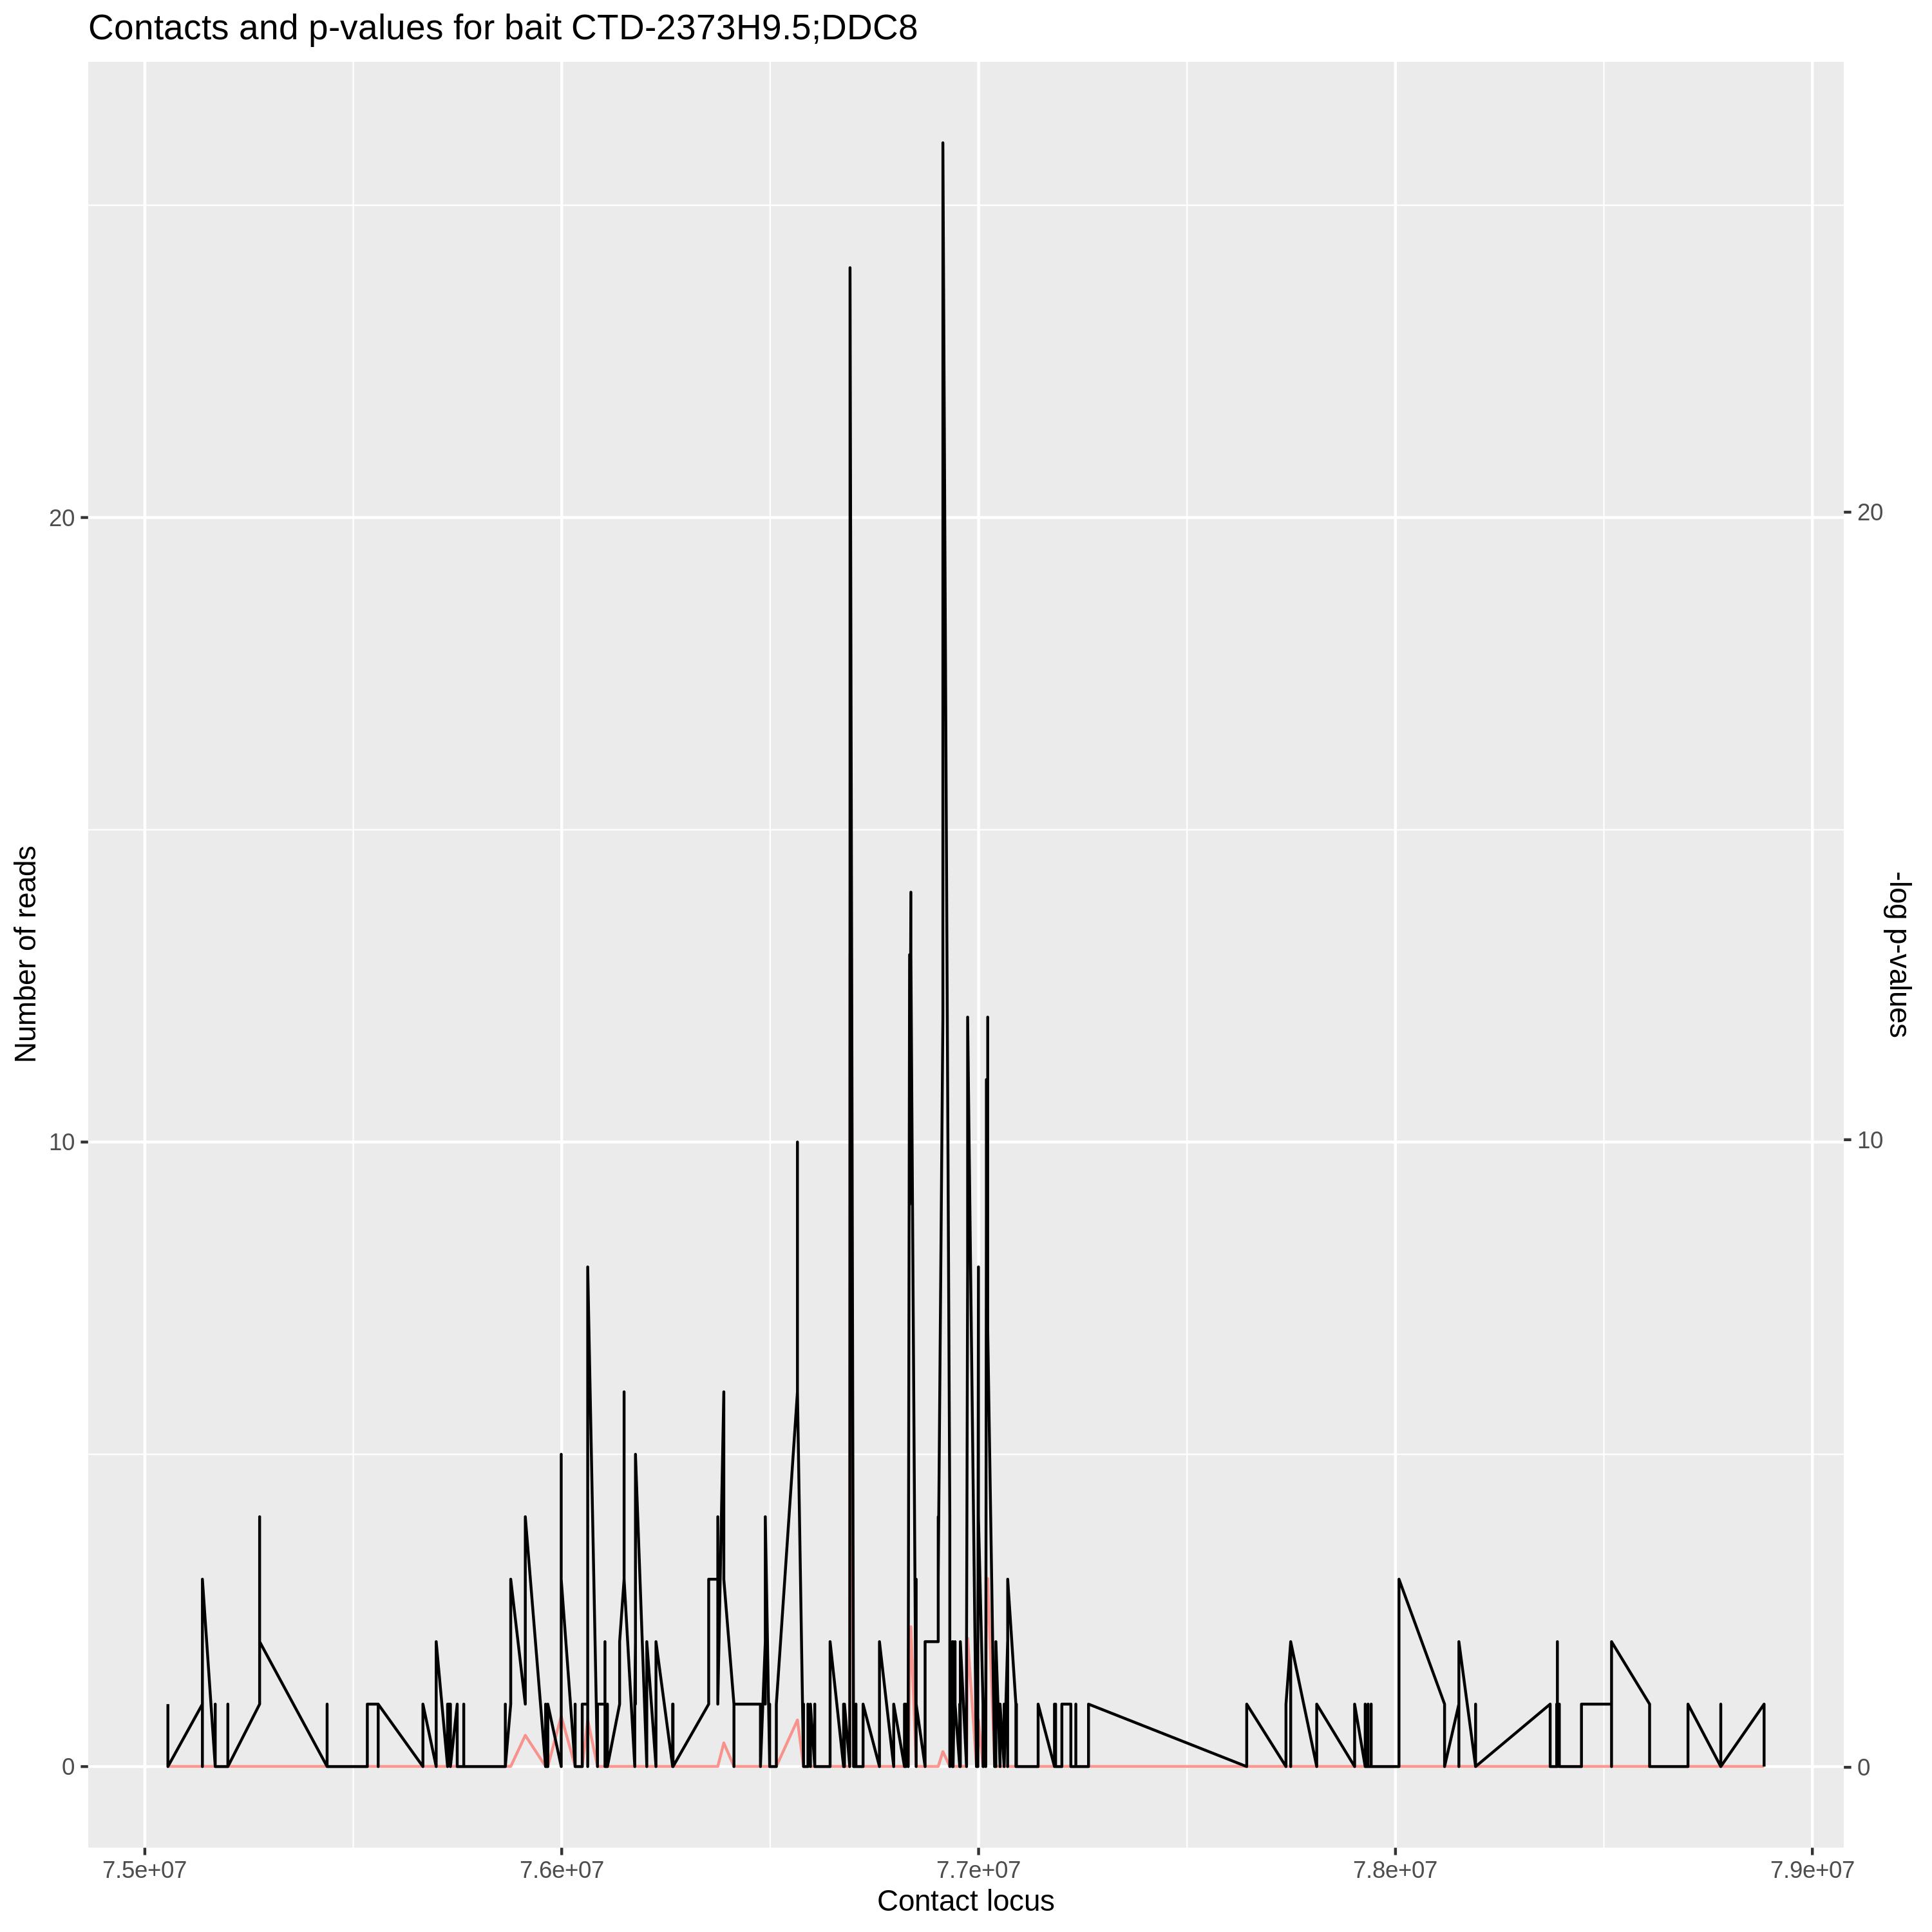 Contacts and p-values for bait CTD-2373H9.5;DDC8
Number of reads
20
10
0
20
10
0
-log p-values
7.5e+07 7.6e+07 7.7e+07 7.8e+07 7.9e+07
Contact locus